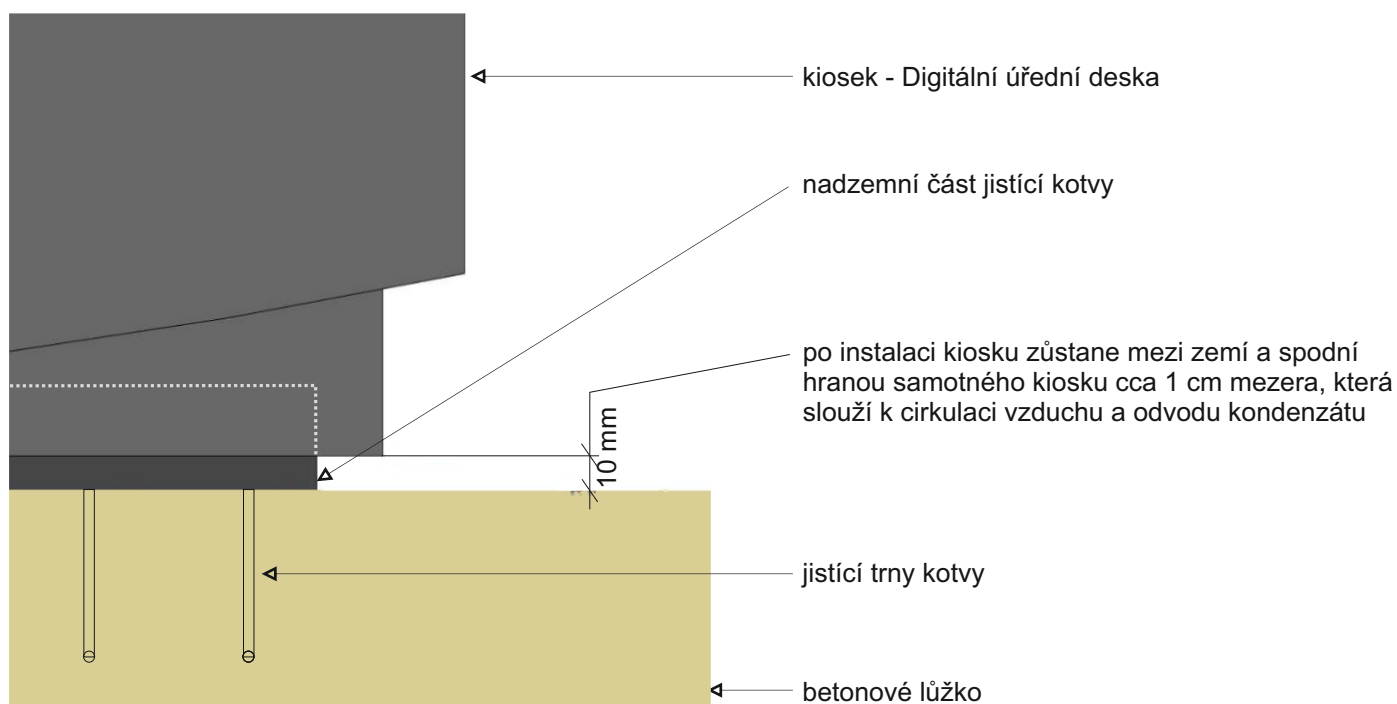 kiosek - Digitální úřední deska
nadzemní část jistící kotvy
po instalaci kiosku zůstane mezi zemí a spodní
hranou samotného kiosku cca 1 cm mezera, která
slouží k cirkulaci vzduchu a odvodu kondenzátu
10 mm
jistící trny kotvy
betonové lůžko